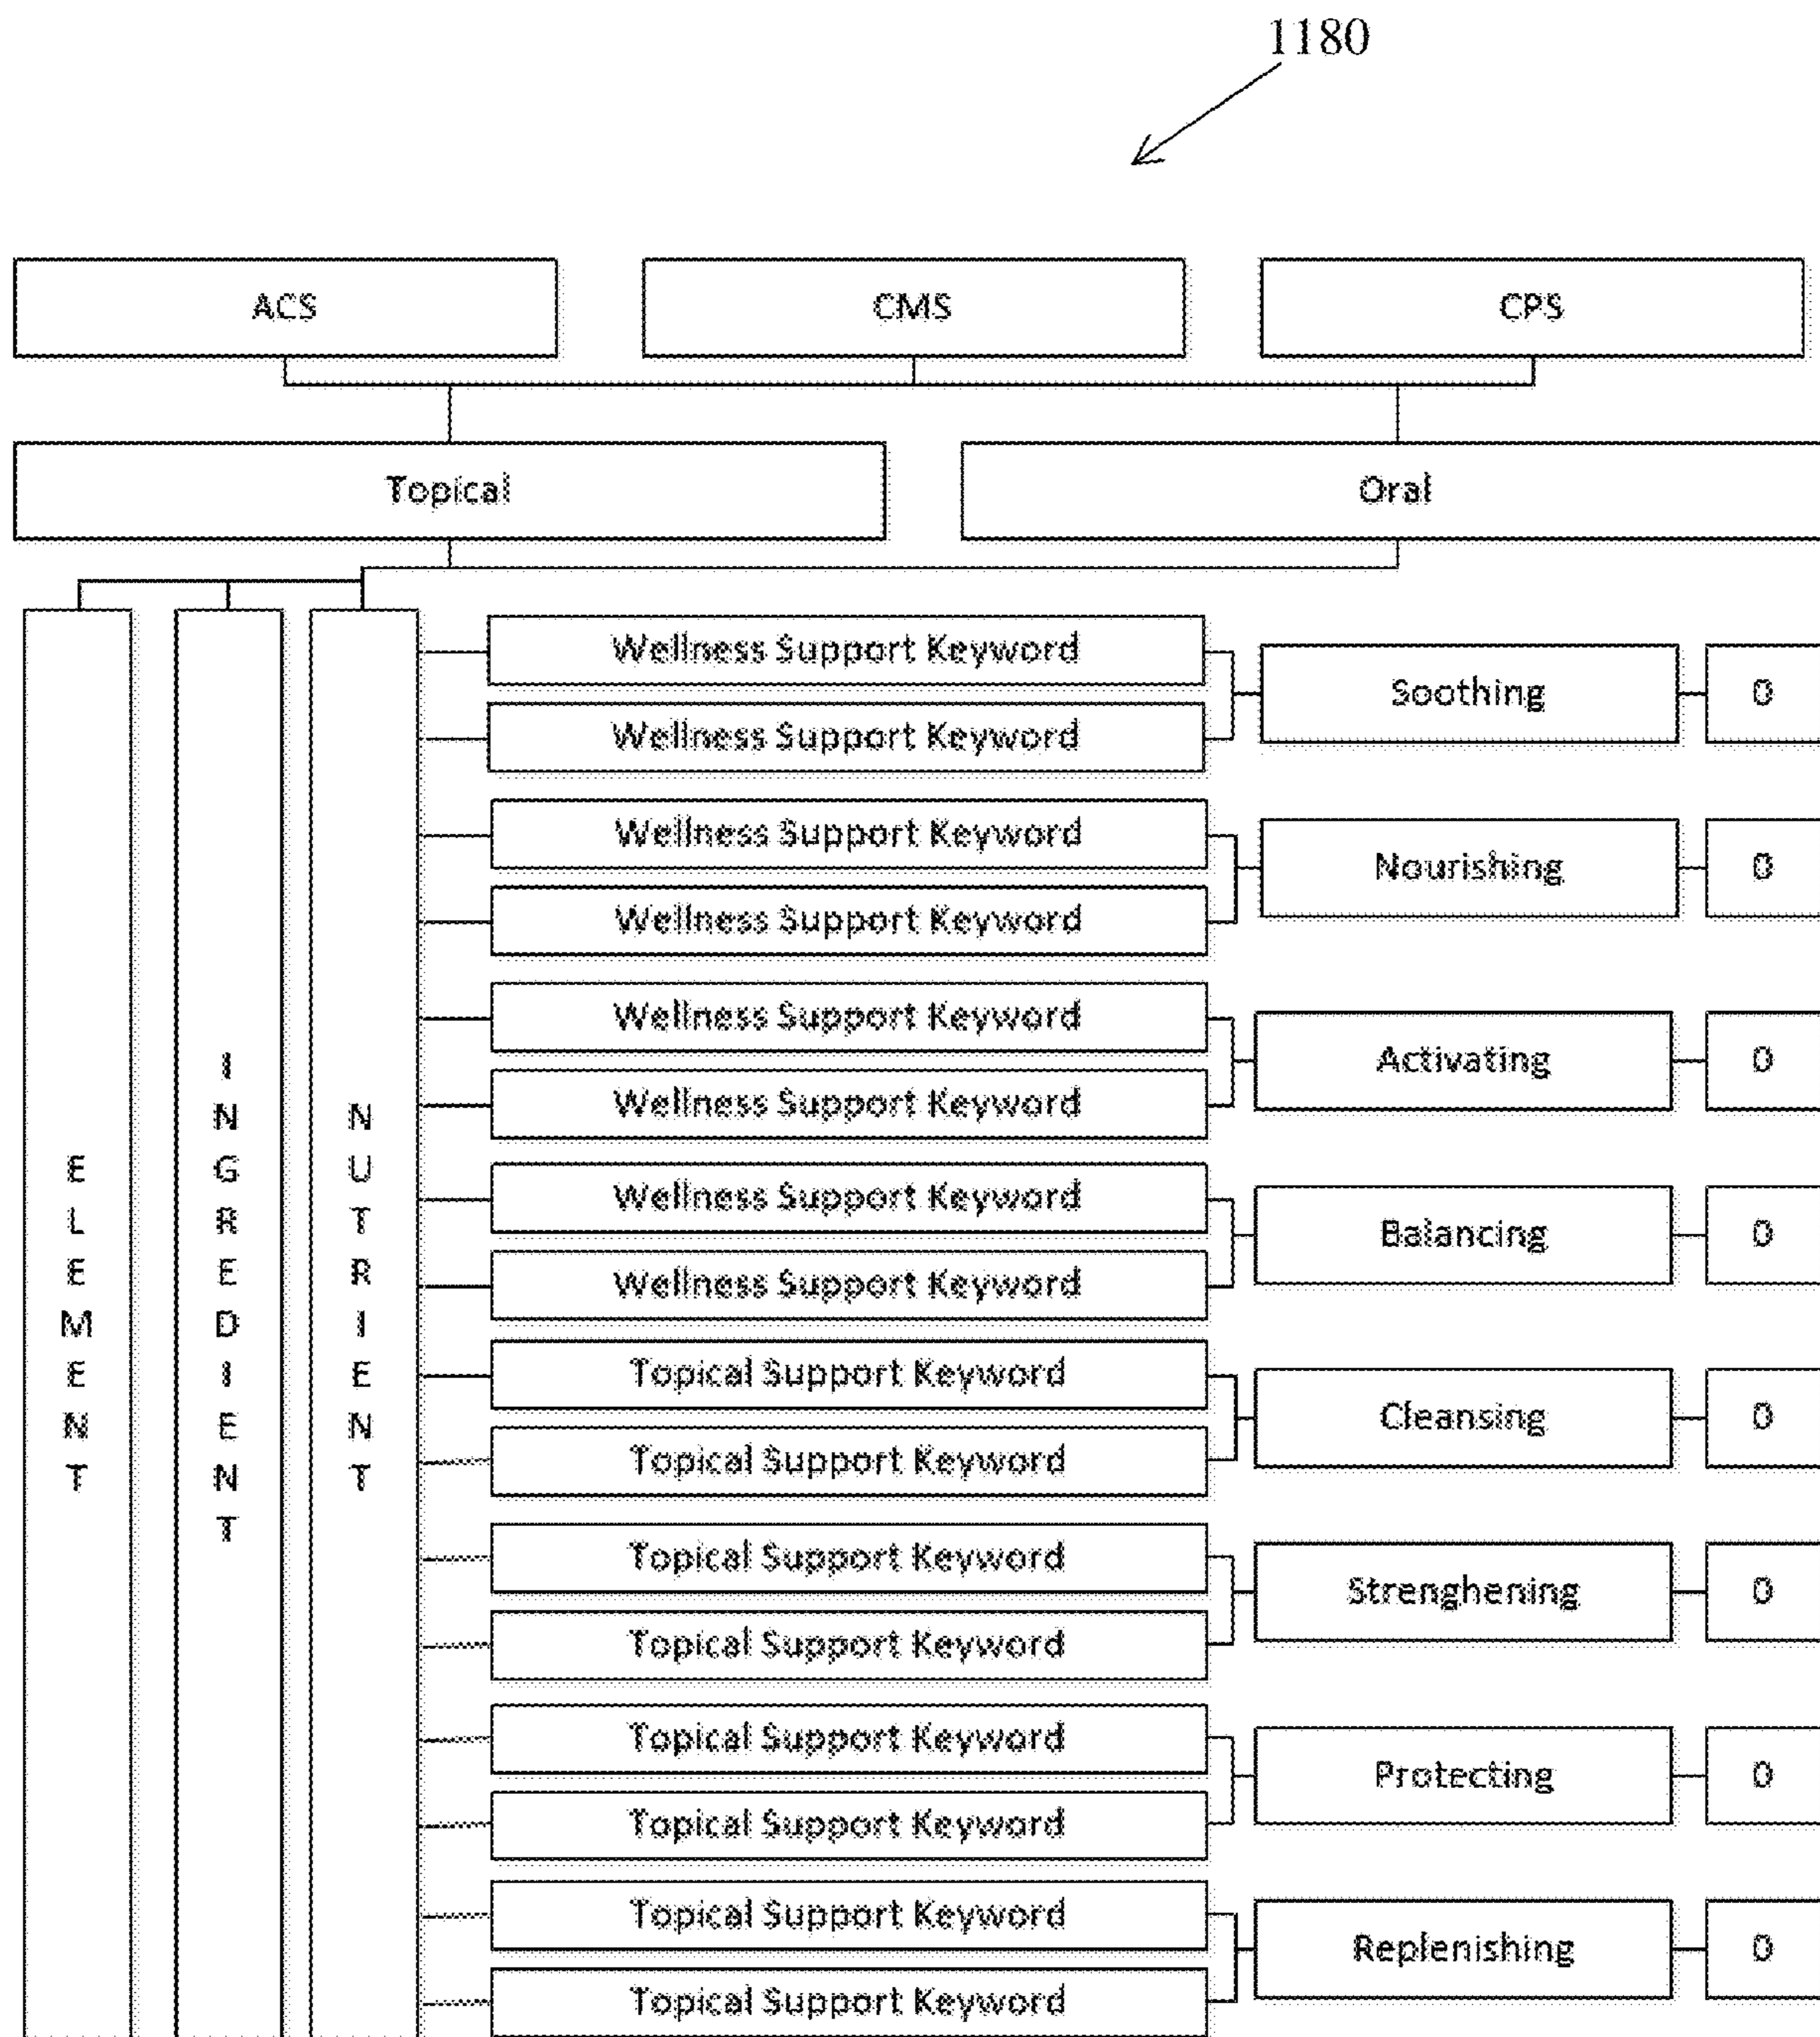 1180
ACS
CMS
CPS
Topical
Oral
ELEMENT
INGREDIENT
NUTRIENT
Wellness Support Keyword
Wellness Support Keyword
Soothing
0
Wellness Support Keyword
Wellness Support Keyword
Nourishing
0
Wellness Support Keyword
Wellness Support Keyword
Activating
0
Wellness Support Keyword
Wellness Support Keyword
Balancing
0
Topical Support Keyword
Topical Support Keyword
Cleansing
0
Topical Support Keyword
Topical Support Keyword
Strenghening
0
Topical Support Keyword
Topical Support Keyword
Protecting
0
Topical Support Keyword
Topical Support Keyword
Replenishing
0